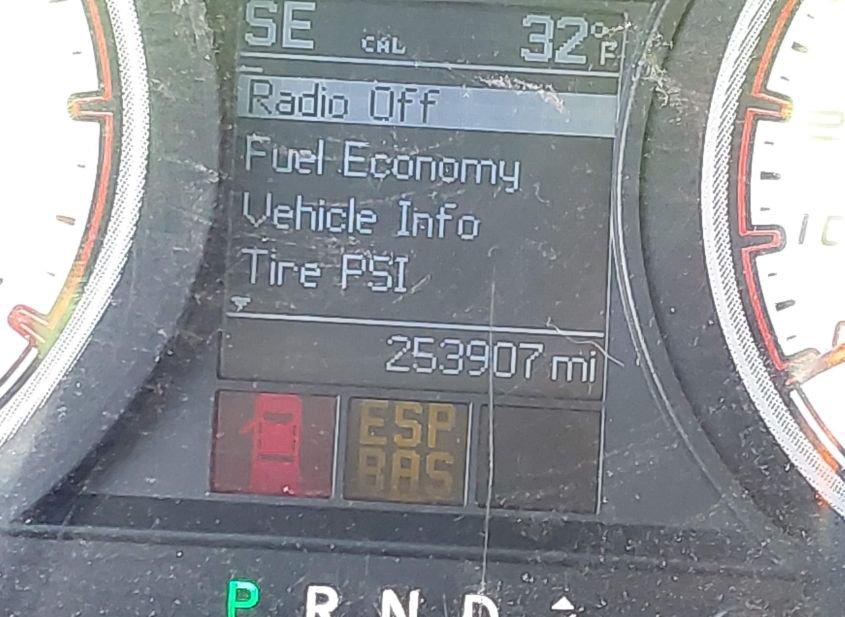 SE CAL 32°F
Radio Off
Fuel Economy
Vehicle Info
Tire PSI
253907 mi
ESP
BAS
P R N D